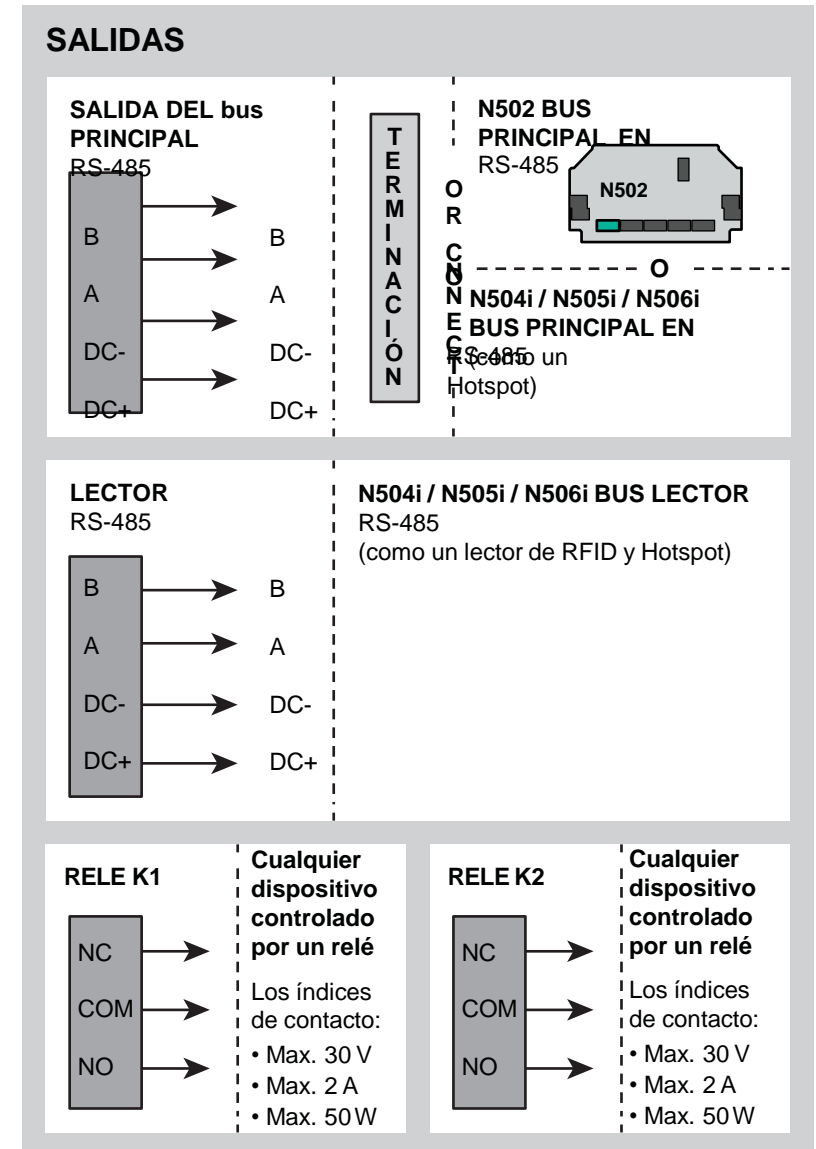 SALIDAS
SALIDA DEL bus
PRINCIPAL
RS-485
B
A
DC-
DC+
B
A
DC-
DC+
TERMINACIÓN
OR CONNECT
N502 BUS
PRINCIPAL EN
RS-485
N502
O
N504i / N505i / N506i
BUS PRINCIPAL EN
RS-485
(como un
Hotspot)
LECTOR
RS-485
B
A
DC-
DC+
B
A
DC-
DC+
N504i / N505i / N506i BUS LECTOR
RS-485
(como un lector de RFID y Hotspot)
RELE K1
NC
COM
NO
Cualquier
dispositivo
controlado
por un relé
Los índices
de contacto:
• Max. 30 V
• Max. 2 A
• Max. 50 W
RELE K2
NC
COM
NO
Cualquier
dispositivo
controlado
por un relé
Los índices
de contacto:
• Max. 30 V
• Max. 2 A
• Max. 50 W